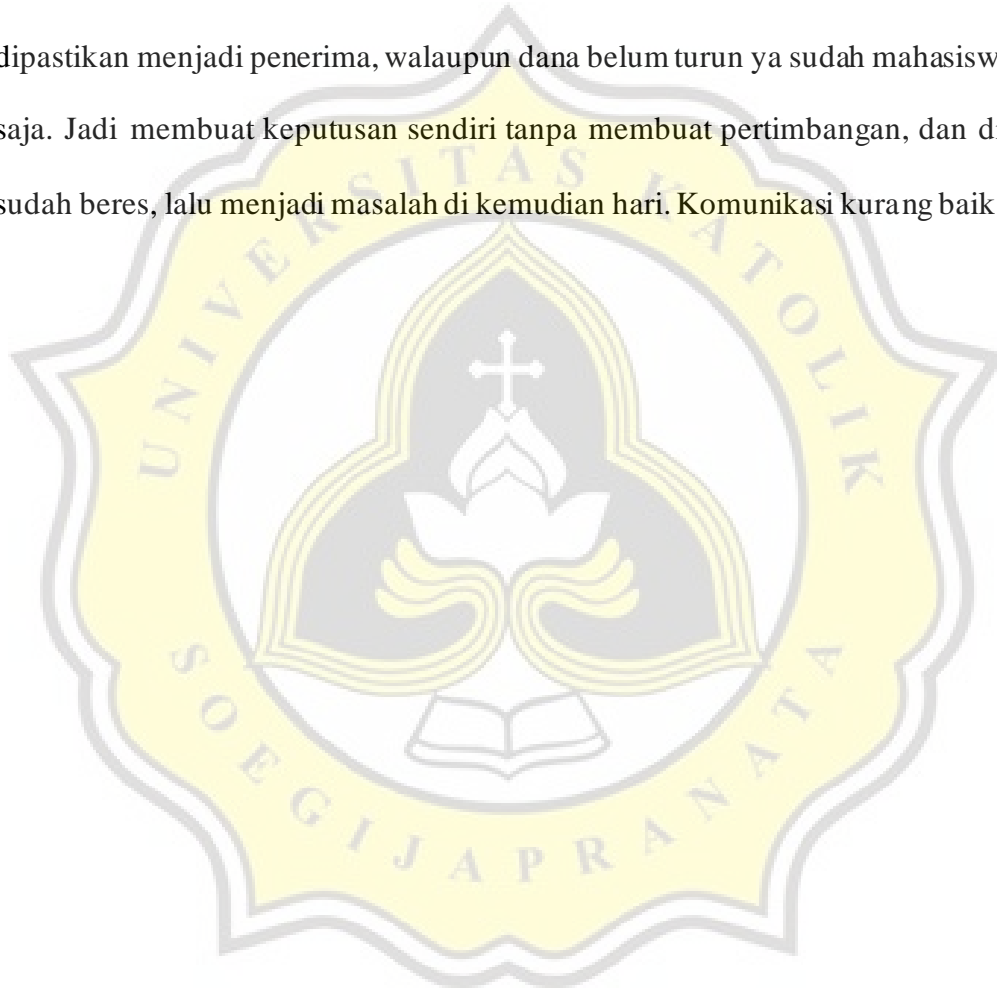 dipastikan menjadi penerima, walaupun dana belum turun ya sudah mahasisw
saja. Jadi membuat keputusan sendiri tanpa membuat pertimbangan, dan di
sudah beres, lalu menjadi masalah di kemudian hari. Komunikasi kurang baik
UNIVERSITAS KATOLIK
SOEGIJAPRANATA